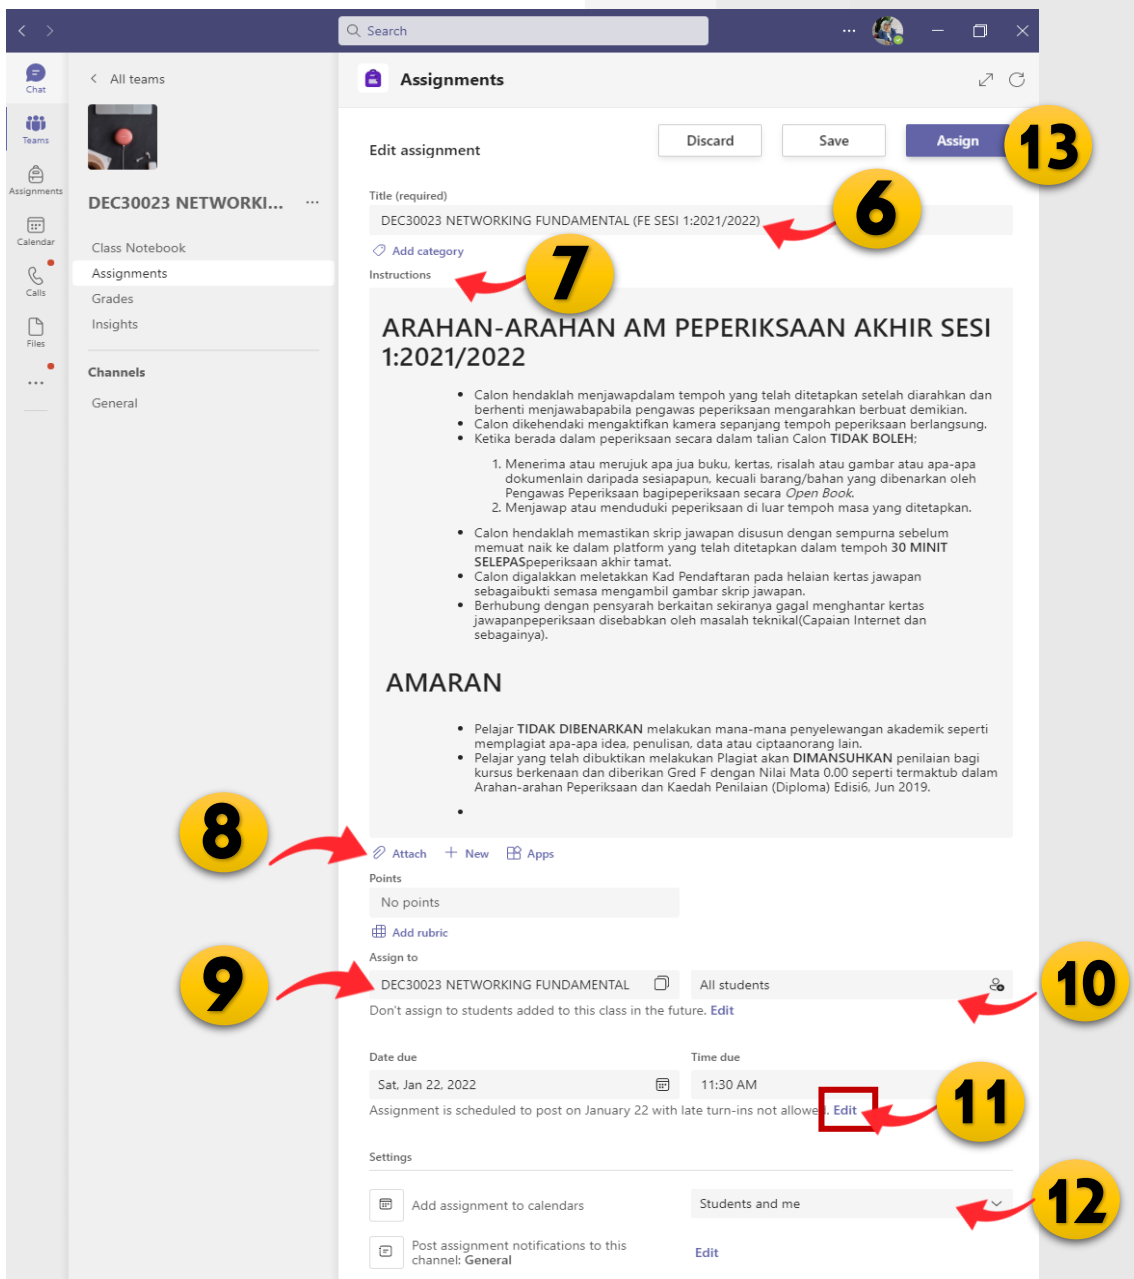 Search
Chat
Teams
Assignments
Calendar
Calls
Files
All teams
DEC30023 NETWORKI... ...
Class Notebook
Assignments
Grades
Insights
Channels
General
Assignments
Edit assignment
Discard
Save
Assign
13
Title (required)
DEC30023 NETWORKING FUNDAMENTAL (FE SESI 1:2021/2022)
6
Add category
Instructions
7
ARAHAN-ARAHAN AM PEPERIKSAAN AKHIR SESI
1:2021/2022
• Calon hendaklah menjawapdalam tempoh yang telah ditetapkan setelah diarahkan dan
berhenti menjawabapabila pengawas peperiksaan mengarahkan berbuat demikian.
• Calon dikehendaki mengaktifkan kamera sepanjang tempoh peperiksaan berlangsung.
• Ketika berada dalam peperiksaan secara dalam talian Calon TIDAK BOLEH;
1. Menerima atau merujuk apa jua buku, kertas, risalah atau gambar atau apa-apa
dokumenlain daripada sesiapapun, kecuali barang/bahan yang dibenarkan oleh
Pengawas Peperiksaan bagipeperiksaan secara Open Book.
2. Menjawap atau menduduki peperiksaan di luar tempoh masa yang ditetapkan.
• Calon hendaklah memastikan skrip jawapan disusun dengan sempurna sebelum
memuat naik ke dalam platform yang telah ditetapkan dalam tempoh 30 MINIT
SELEPASpeperiksaan akhir tamat.
• Calon digalakkan meletakkan Kad Pendaftaran pada helaian kertas jawapan
sebagaibukti semasa mengambil gambar skrip jawapan.
• Berhubung dengan pensyarah berkaitan sekiranya gagal menghantar kertas
jawapanpeperiksaan disebabkan oleh masalah teknikal(Capaian Internet dan
sebagainya).
AMARAN
• Pelajar TIDAK DIBENARKAN melakukan mana-mana penyelewangan akademik seperti
memplagiat apa-apa idea, penulisan, data atau ciptaanorang lain.
• Pelajar yang telah dibuktikan melakukan Plagiat akan DIMANSUHKAN penilaian bagi
kursus berkenaan dan diberikan Gred F dengan Nilai Mata 0.00 seperti termaktub dalam
Arahan-arahan Peperiksaan dan Kaedah Penilaian (Diploma) Edisi6, Jun 2019.
•
8
Attach + New Apps
Points
No points
Add rubric
Assign to
9
DEC30023 NETWORKING FUNDAMENTAL
All students
10
Don't assign to students added to this class in the future. Edit
Date due
Time due
Sat, Jan 22, 2022
11:30 AM
11
Assignment is scheduled to post on January 22 with late turn-ins not allowed. Edit
Settings
Add assignment to calendars
Students and me
12
Post assignment notifications to this
channel: General
Edit